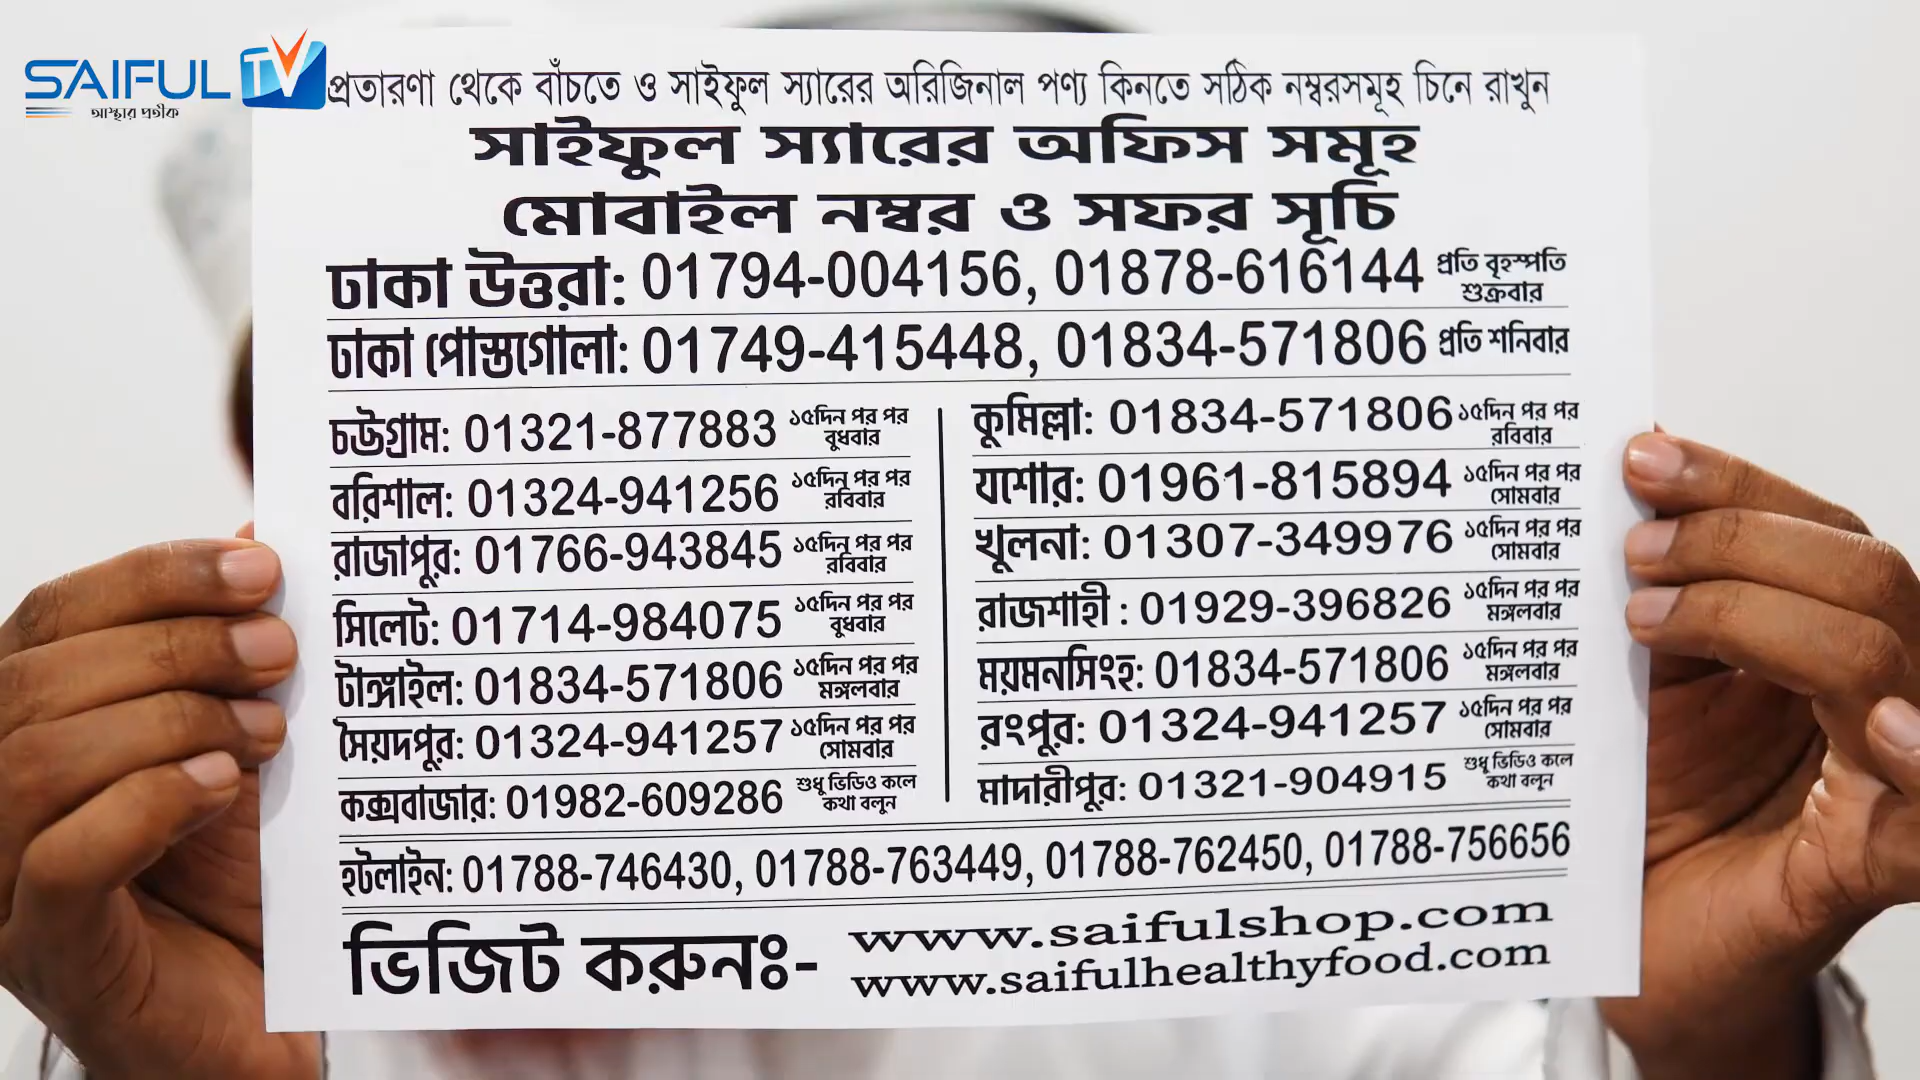 SAIFUL TV
আস্থার প্রতীক
প্রতারণা থেকে বাঁচতে ও সাইফুল স্যারের অরিজিনাল পণ্য কিনতে সঠিক নম্বরসমূহ চিনে রাখুন
সাইফুল স্যারের অফিস সমূহ
মোবাইল নম্বর ও সফর সূচি
ঢাকা উত্তরা: 01794-004156, 01878-616144 প্রতি বৃহস্পতি
শুক্রবার
ঢাকা পোস্তগোলা: 01749-415448, 01834-571806 প্রতি শনিবার
চট্টগ্রাম: 01321-877883 ১৫দিন পর পর
বুধবার
বরিশাল: 01324-941256 ১৫দিন পর পর
রবিবার
রাজাপুর: 01766-943845 ১৫দিন পর পর
রবিবার
সিলেট: 01714-984075 ১৫দিন পর পর
বুধবার
টাঙ্গাইল: 01834-571806 ১৫দিন পর পর
মঙ্গলবার
সৈয়দপুর: 01324-941257 ১৫দিন পর পর
সোমবার
কক্সবাজার: 01982-609286 শুধু ভিডিও কলে
কথা বলুন
কুমিল্লা: 01834-571806 ১৫দিন পর পর
রবিবার
যশোর: 01961-815894 ১৫দিন পর পর
সোমবার
খুলনা: 01307-349976 ১৫দিন পর পর
সোমবার
রাজশাহী : 01929-396826 ১৫দিন পর পর
মঙ্গলবার
ময়মনসিংহ: 01834-571806 ১৫দিন পর পর
মঙ্গলবার
রংপুর: 01324-941257 ১৫দিন পর পর
সোমবার
মাদারীপুর: 01321-904915 শুধু ভিডিও কলে
কথা বলুন
হটলাইন: 01788-746430, 01788-763449, 01788-762450, 01788-756656
ভিজিট করুনঃ- www.saifulshop.com
www.saifulhealthyfood.com